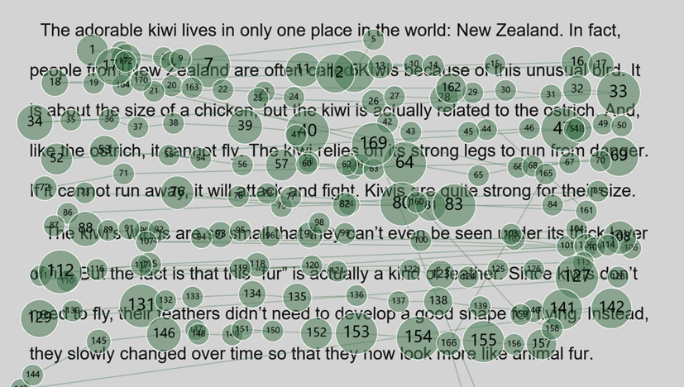 The adorable kiwi lives in only one place in the world: New Zealand. In fact,
people from New Zealand are often called Kiwis because of this unusual bird. It
is about the size of a chicken, but the kiwi is actually related to the ostrich. And,
like the ostrich, it cannot fly. The kiwi relies on its strong legs to run from danger.
If it cannot run away, it will attack and fight. Kiwis are quite strong for their size.
The kiwi's wings are so small that they can't even be seen under its thick layer
of fur. But the fact is that this "fur" is actually a kind of feather. Since kiwis don't
need to fly, their feathers didn't need to develop a good shape for flying. Instead,
they slowly changed over time so that they now look more like animal fur.